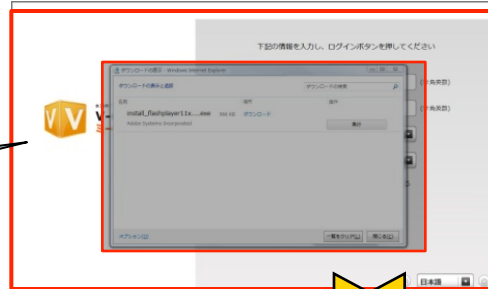 下記の情報を入力し、ログインボタンを押してください
ダウンロードの表示 - Windows Internet Explorer
ダウンロードの表示と追跡
ダウンロードの検索
名前
場所
操作
install_flashplayer11x....exe
ダウンロード
実行
Adobe Systems Incorporated
オプション(O)
一覧をクリア(L)
閉じる(C)
日本語